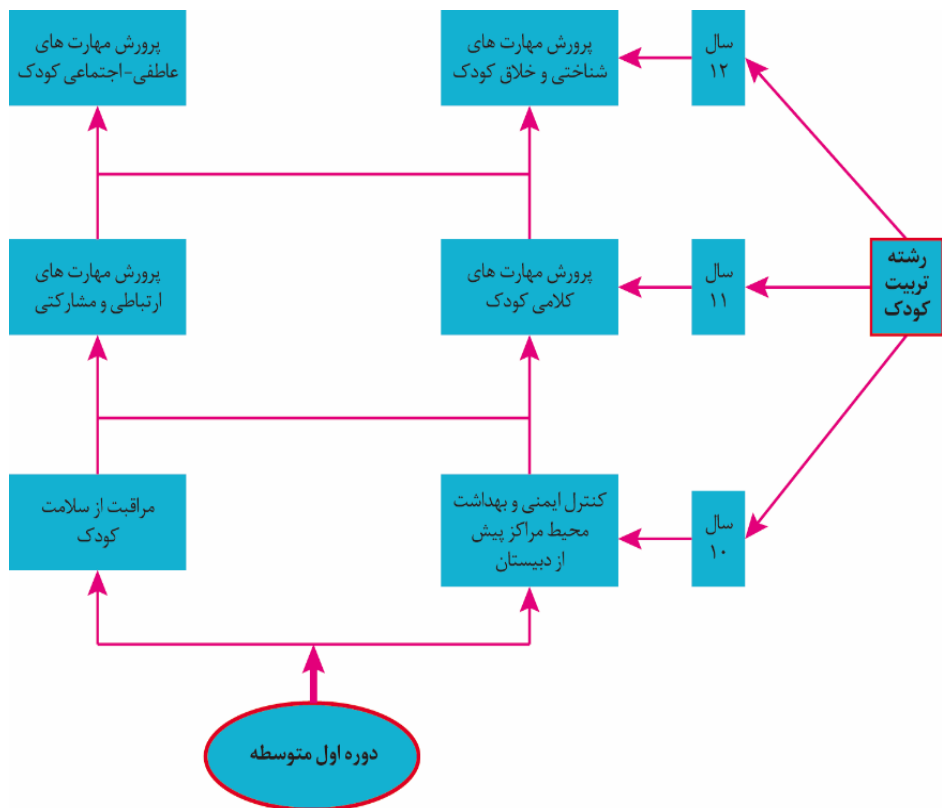 پرورش مهارت های
شناختی و خلاق کودک
پرورش مهارت های
عاطفی-اجتماعی کودک
سال
۱۲
رشته
تربیت
کودک
سال
۱۱
پرورش مهارت های
کلامی کودک
پرورش مهارت های
ارتباطی و مشارکتی
سال
۱۰
کنترل ایمنی و بهداشت
محیط مراکز پیش
از دبیستان
مراقبت از سلامت
کودک
دوره اول متوسطه